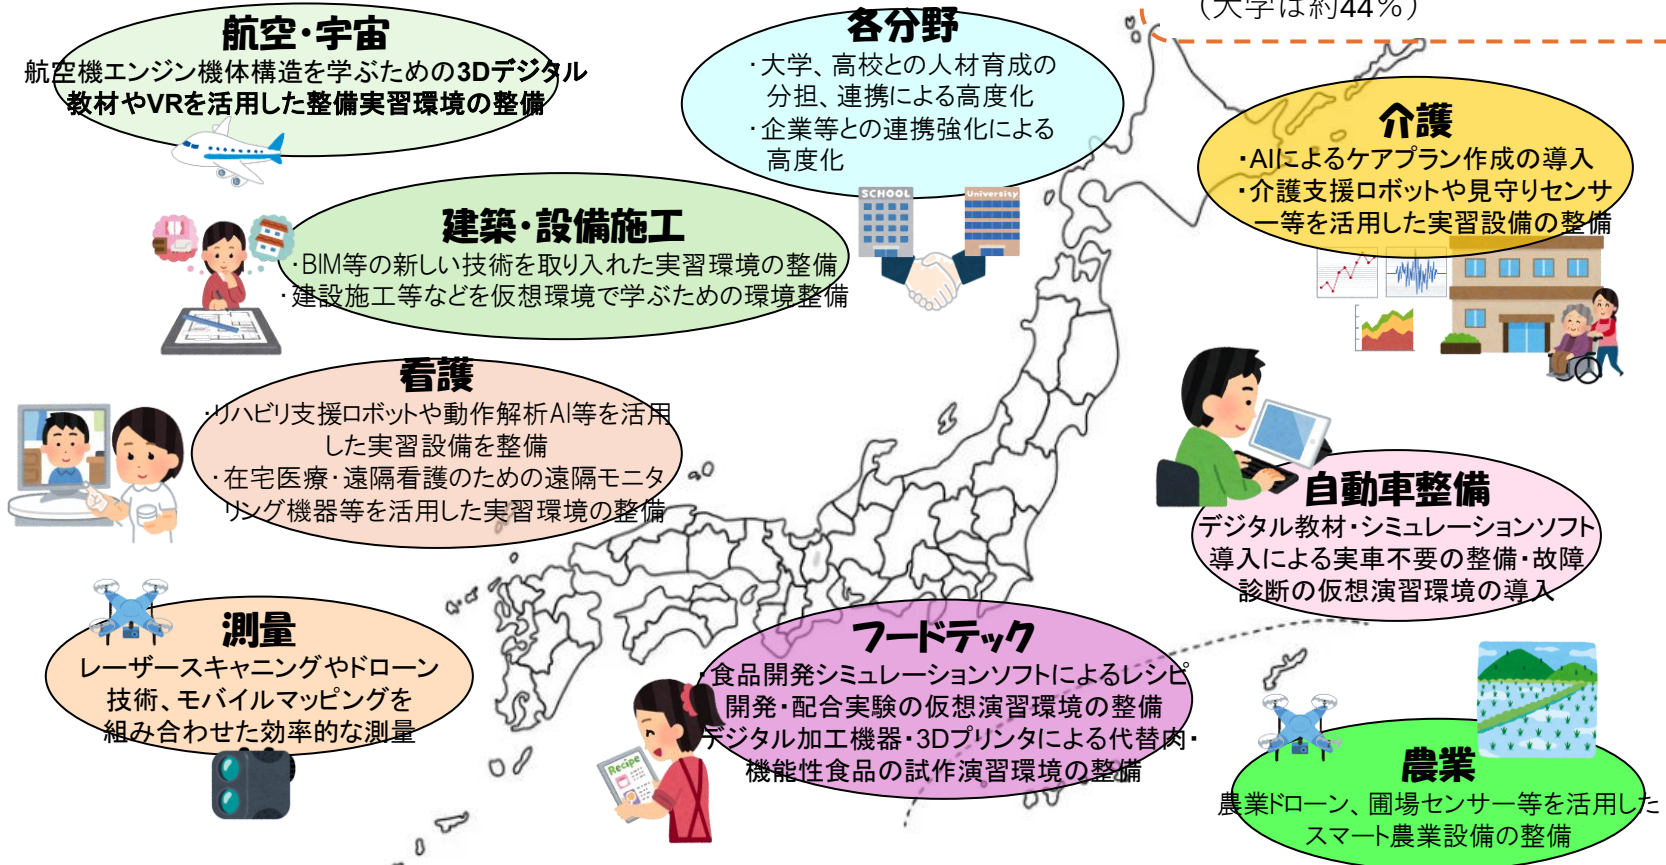 （大学は約44％）
航空・宇宙
航空機エンジン機体構造を学ぶための3Dデジタル
教材やVRを活用した整備実習環境の整備
各分野
・大学、高校との人材育成の
分担、連携による高度化
・企業等との連携強化による
高度化
SCHOOL
University
介護
・AIによるケアプラン作成の導入
・介護支援ロボットや見守りセンサ
ー等を活用した実習設備の整備
建築・設備施工
・BIM等の新しい技術を取り入れた実習環境の整備
・建設施工等などを仮想環境で学ぶための環境整備
看護
・リハビリ支援ロボットや動作解析AI等を活用
した実習設備を整備
・在宅医療・遠隔看護のための遠隔モニタ
リング機器等を活用した実習環境の整備
自動車整備
デジタル教材・シミュレーションソフト
導入による実車不要の整備・故障
診断の仮想演習環境の導入
測量
レーザースキャニングやドローン
技術、モバイルマッピングを
組み合わせた効率的な測量
フードテック
・食品開発シミュレーションソフトによるレシピ
開発・配合実験の仮想演習環境の整備
デジタル加工機器・3Dプリンタによる代替肉・
機能性食品の試作演習環境の整備
Recipe
農業
農業ドローン、圃場センサー等を活用した
スマート農業設備の整備